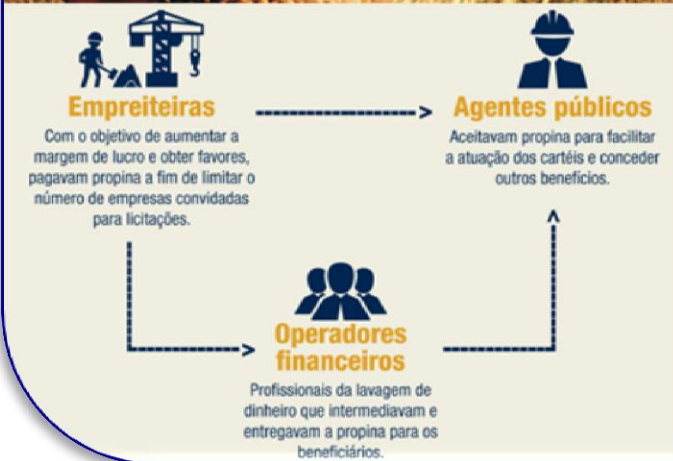 Empreiteiras
Com o objetivo de aumentar a
margem de lucro e obter favores,
pagavam propina a fim de limitar o
número de empresas convidadas
para licitações.
Agentes públicos
Aceitavam propina para facilitar
a atuação dos cartéis e conceder
outros benefícios.
Operadores
financeiros
Profissionais da lavagem de
dinheiro que intermediavam e
entregavam a propina para os
beneficiários.